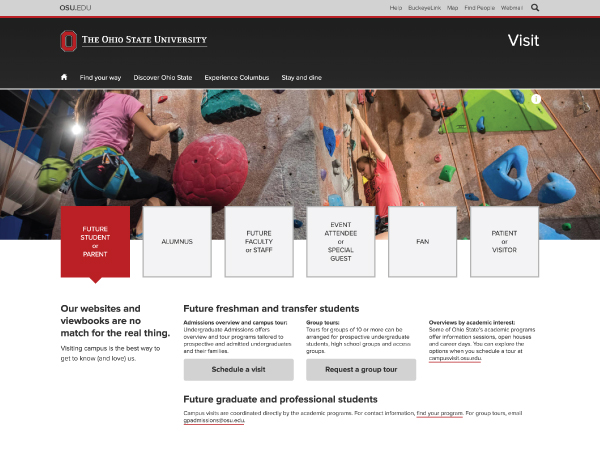 OSU.EDU
Help BuckeyeLink Map Find People Webmail
THE OHIO STATE UNIVERSITY
Visit
Find your way Discover Ohio State Experience Columbus Stay and dine
FUTURE
STUDENT
or
PARENT
ALUMNUS
FUTURE
FACULTY
or STAFF
EVENT
ATTENDEE
or
SPECIAL
GUEST
FAN
PATIENT
or
VISITOR
Our websites and
viewbooks are no
match for the real thing.
Visiting campus is the best way to
get to know (and love) us.
Future freshman and transfer students
Admissions overview and campus tour:
Undergraduate Admissions offers
overview and tour programs tailored to
prospective and admitted undergraduates
and their families.
Schedule a visit
Group tours:
Tours for groups of 10 or more can be
arranged for prospective undergraduate
students, high school groups and access
groups.
Request a group tour
Overviews by academic interest:
Some of Ohio State's academic programs
offer information sessions, open houses
and career days. You can explore the
options when you schedule a tour at
campusvisit.osu.edu.
Future graduate and professional students
Campus visits are coordinated directly by the academic programs. For contact information, find your program. For group tours, email
gpadmissions@osu.edu.